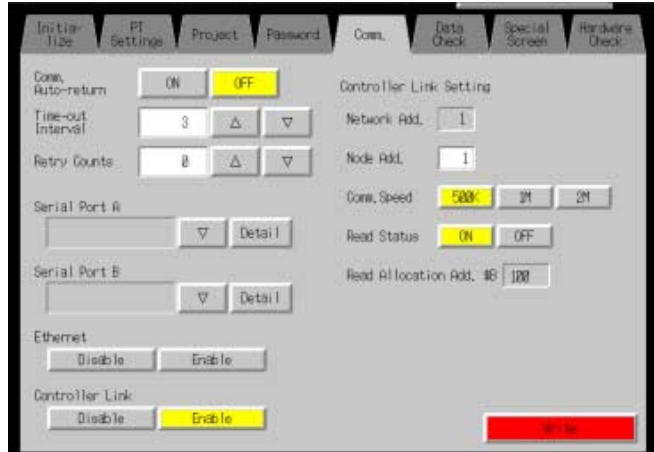 Initia-
lize
PT
Settings
Project
Password
Comm.
Data
Check
Special
Screen
Hardware
Check
Comm.
Auto-return
ON
OFF
Time-out
Interval
3
△
▽
Retry Counts
0
△
▽
Serial Port A
▽
Detail
Serial Port B
▽
Detail
Ethernet
Disable
Enable
Controller Link
Disable
Enable
Controller Link Setting
Network Add.
1
Node Add.
1
Comm.Speed
500K
1M
2M
Read Status
ON
OFF
Read Allocation Add. $B
100
Write